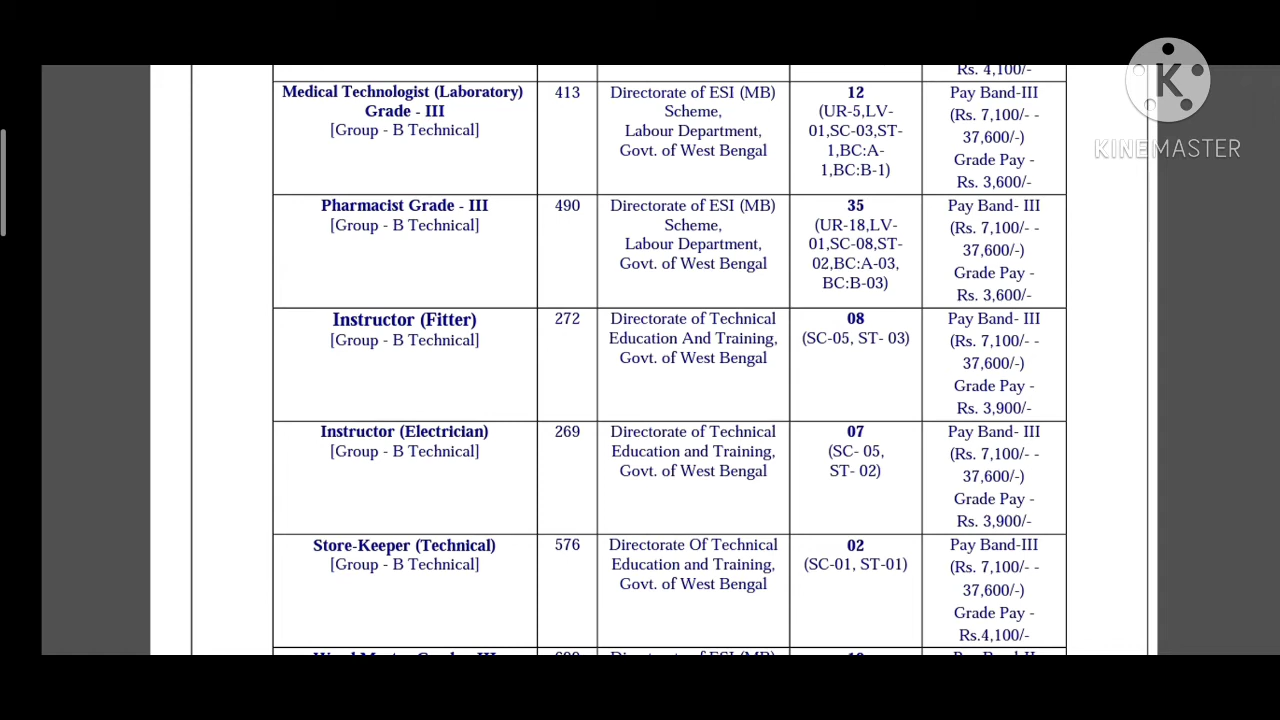 Rs. 4,100/-
Medical Technologist (Laboratory)
Grade - III
[Group - B Technical]
413
Directorate of ESI (MB)
Scheme,
Labour Department,
Govt. of West Bengal
12
(UR-5,LV-
01,SC-03,ST-
1,BC:A-
1,BC:B-1)
Pay Band-III
(Rs. 7,100/- -
37,600/-)
Grade Pay -
Rs. 3,600/-
Pharmacist Grade - III
[Group - B Technical]
490
Directorate of ESI (MB)
Scheme,
Labour Department,
Govt. of West Bengal
35
(UR-18,LV-
01,SC-08,ST-
02,BC:A-03,
BC:B-03)
Pay Band- III
(Rs. 7,100/- -
37,600/-)
Grade Pay -
Rs. 3,600/-
Instructor (Fitter)
[Group - B Technical]
272
Directorate of Technical
Education And Training,
Govt. of West Bengal
08
(SC-05, ST- 03)
Pay Band- III
(Rs. 7,100/- -
37,600/-)
Grade Pay -
Rs. 3,900/-
Instructor (Electrician)
[Group - B Technical]
269
Directorate of Technical
Education and Training,
Govt. of West Bengal
07
(SC- 05,
ST- 02)
Pay Band- III
(Rs. 7,100/- -
37,600/-)
Grade Pay -
Rs. 3,900/-
Store-Keeper (Technical)
[Group - B Technical]
576
Directorate Of Technical
Education and Training,
Govt. of West Bengal
02
(SC-01, ST-01)
Pay Band-III
(Rs. 7,100/- -
37,600/-)
Grade Pay -
Rs.4,100/-
K
KINEMASTER